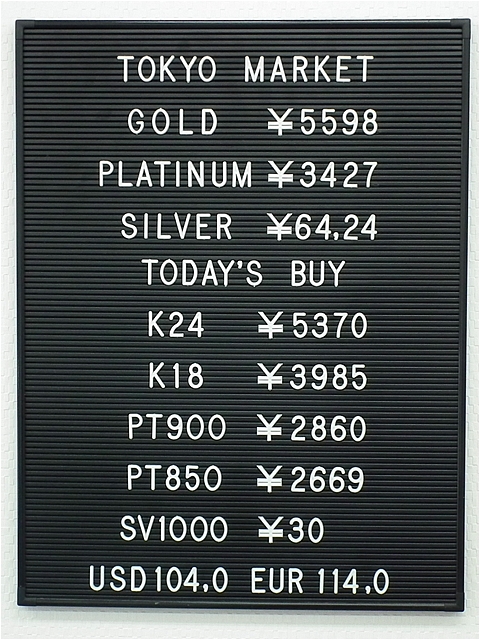 TOKYO MARKET
GOLD ¥5598
PLATINUM ¥3427
SILVER ¥64,24
TODAY'S BUY
K24 ¥5370
K18 ¥3985
PT900 ¥2860
PT850 ¥2669
SV1000 ¥30
USD104,0 EUR 114,0